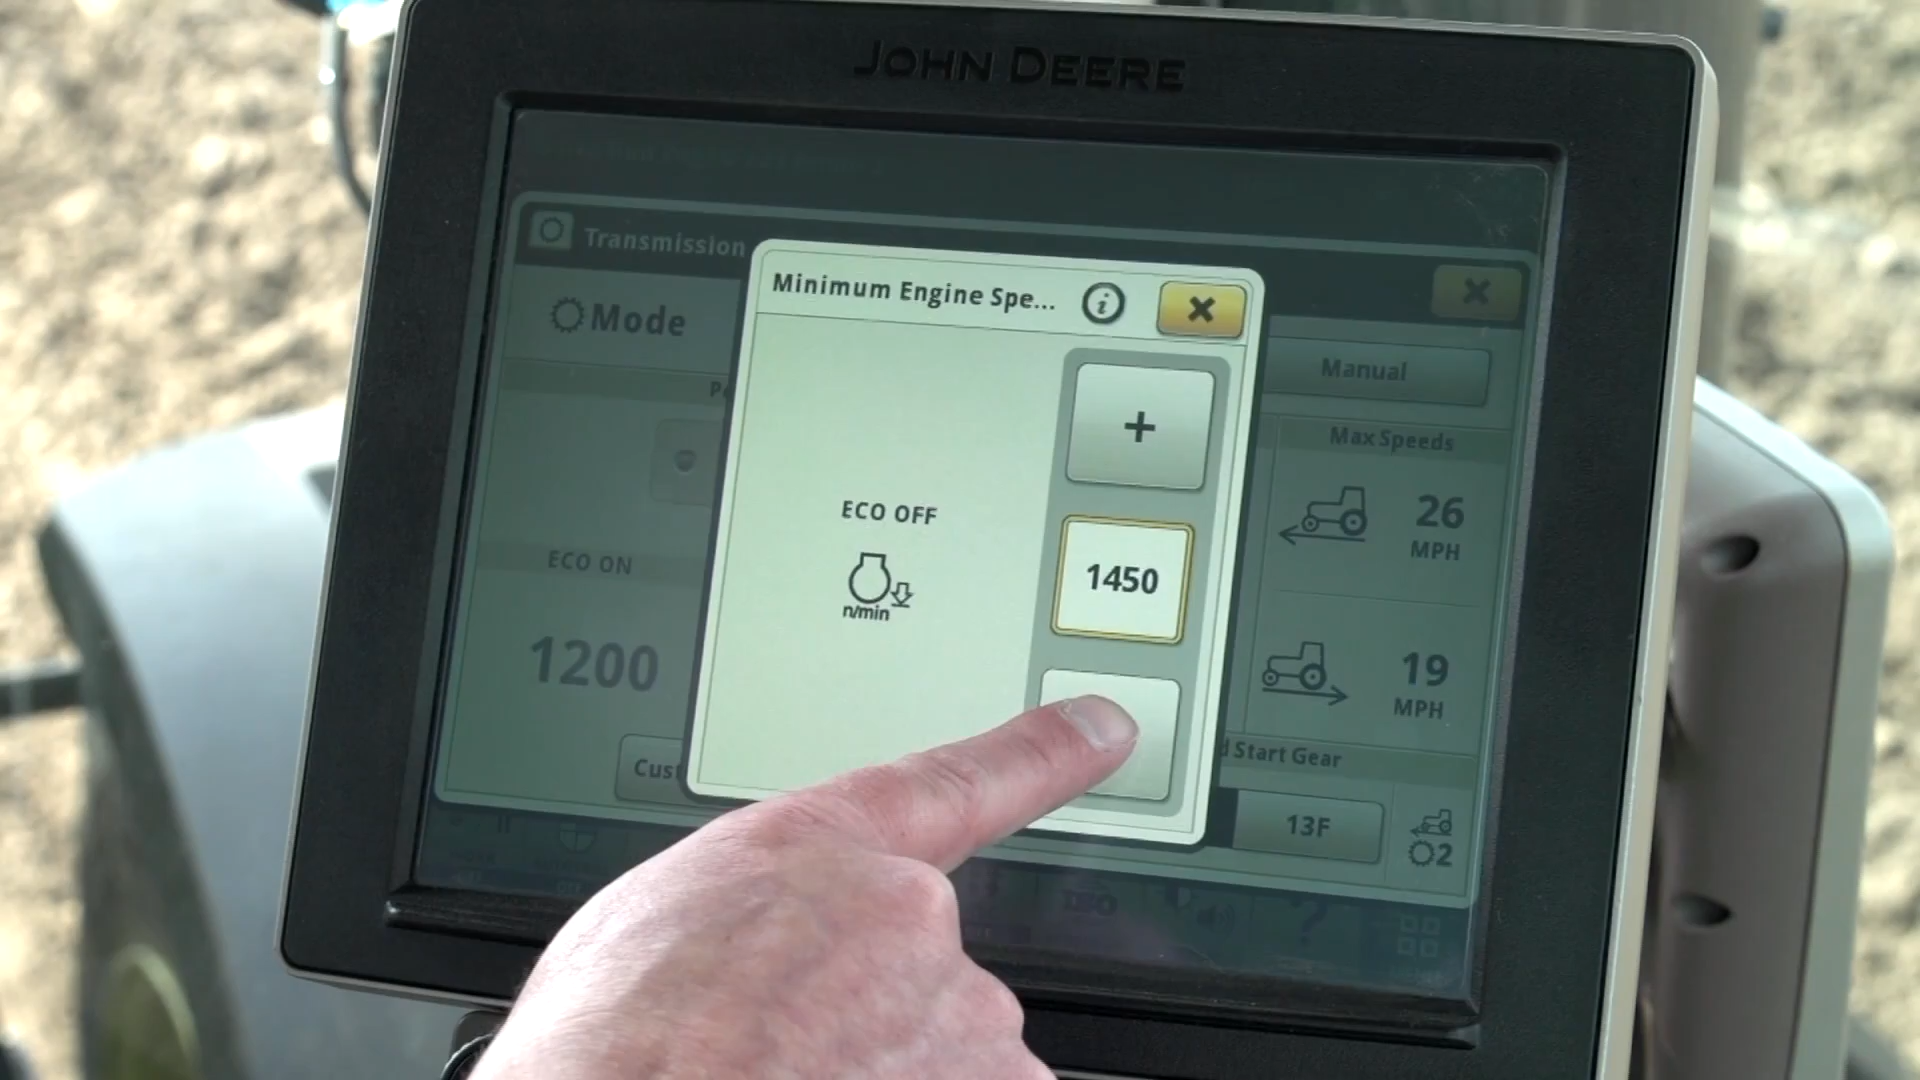 JOHN DEERE
Transmission
Minimum Engine Spe...
i
Mode
Manual
+
Max Speeds
26
MPH
ECO OFF
n/min
1450
ECO ON
1200
19
MPH
Start Gear
13F
2
?